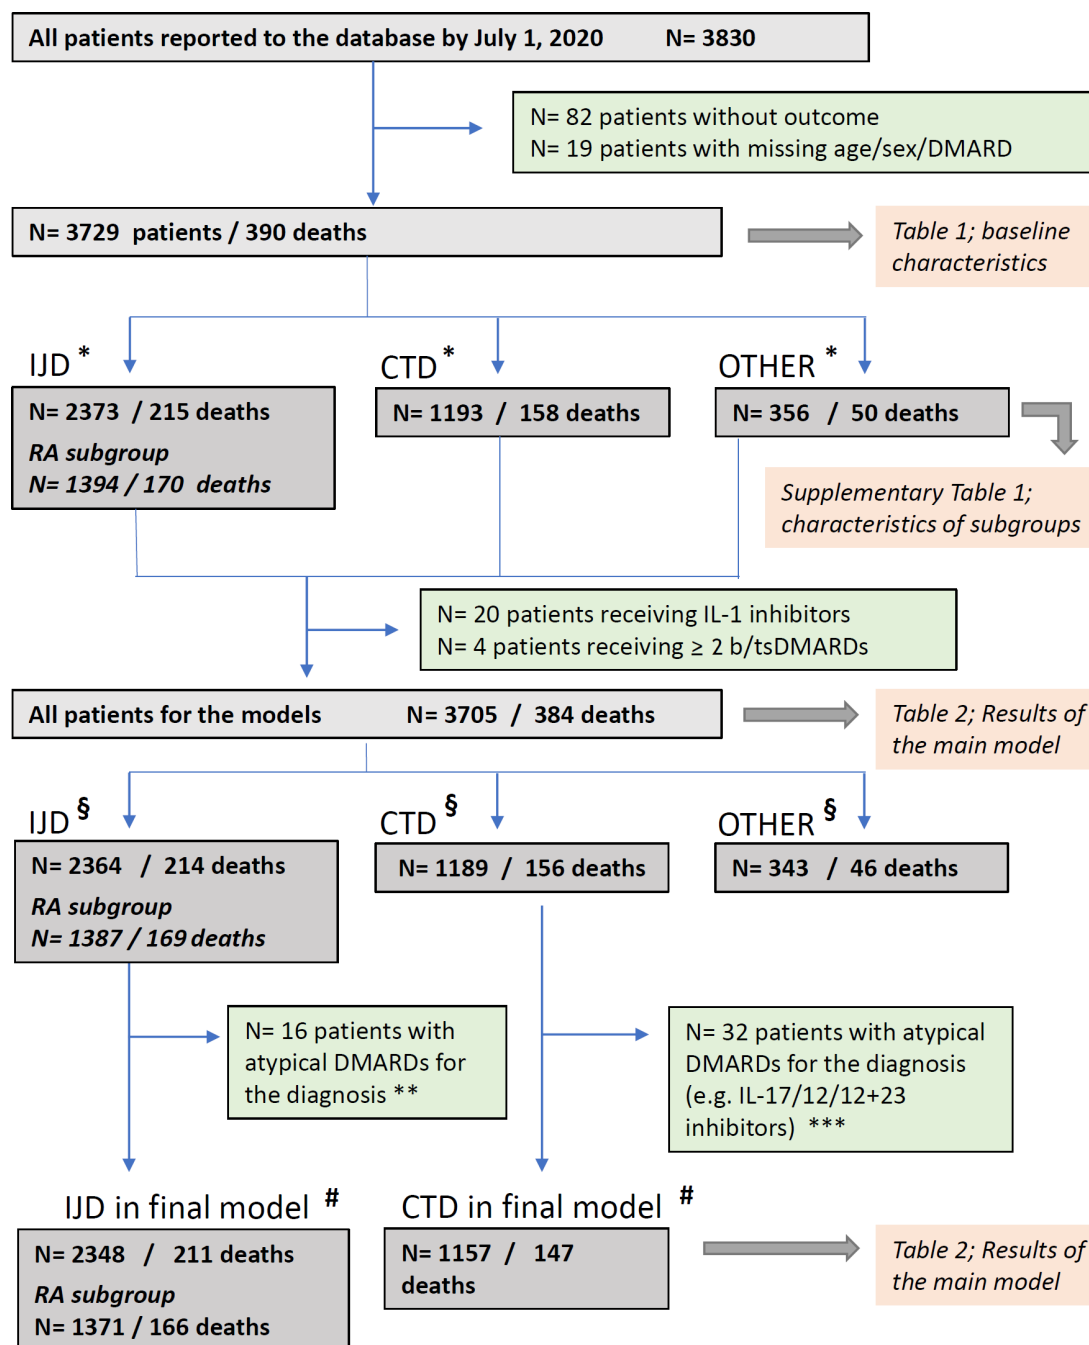 All patients reported to the database by July 1, 2020 N= 3830
N= 82 patients without outcome
N= 19 patients with missing age/sex/DMARD
N= 3729 patients / 390 deaths
Table 1; baseline
characteristics
IJD *
CTD *
OTHER *
N= 2373 / 215 deaths
RA subgroup
N= 1394 / 170 deaths
N= 1193 / 158 deaths
N= 356 / 50 deaths
Supplementary Table 1;
characteristics of subgroups
N= 20 patients receiving IL-1 inhibitors
N= 4 patients receiving ≥ 2 b/tsDMARDs
All patients for the models N= 3705 / 384 deaths
Table 2; Results of
the main model
IJD §
CTD §
OTHER §
N= 2364 / 214 deaths
RA subgroup
N= 1387 / 169 deaths
N= 1189 / 156 deaths
N= 343 / 46 deaths
N= 16 patients with
atypical DMARDs for
the diagnosis **
N= 32 patients with atypical
DMARDs for the diagnosis
(e.g. IL-17/12/12+23
inhibitors) ***
IJD in final model #
CTD in final model #
N= 2348 / 211 deaths
RA subgroup
N= 1371 / 166 deaths
N= 1157 / 147
deaths
Table 2; Results of
the main model